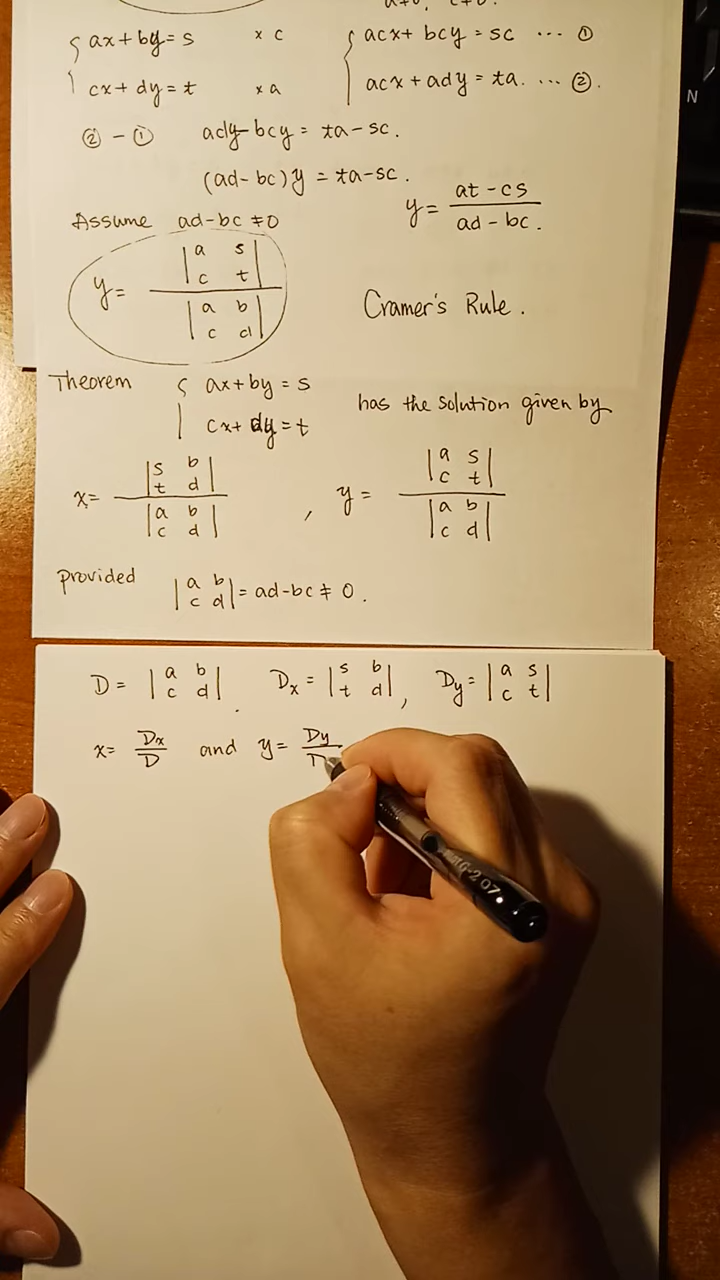 { ax + by = s × c { acx + bcy = sc ... ①
cx + dy = t × a acx + ady = ta. ... ②.
② - ① ady - bcy = ta - sc.
(ad - bc)y = ta - sc.
y = at - cs / ad - bc.
Assume ad - bc ≠ 0
y = |a s| |c t| / |a b| |c d|
Cramer's Rule.
Theorem { ax + by = s
cx + dy = t has the solution given by
x = |s b| |t d| / |a b| |c d| , y = |a s| |c t| / |a b| |c d|
provided |a b| |c d| = ad - bc ≠ 0.
D = |a b| |c d| . Dx = |s b| |t d| , Dy = |a s| |c t|
x = Dx/D and y = Dy/D
N
G-2 07